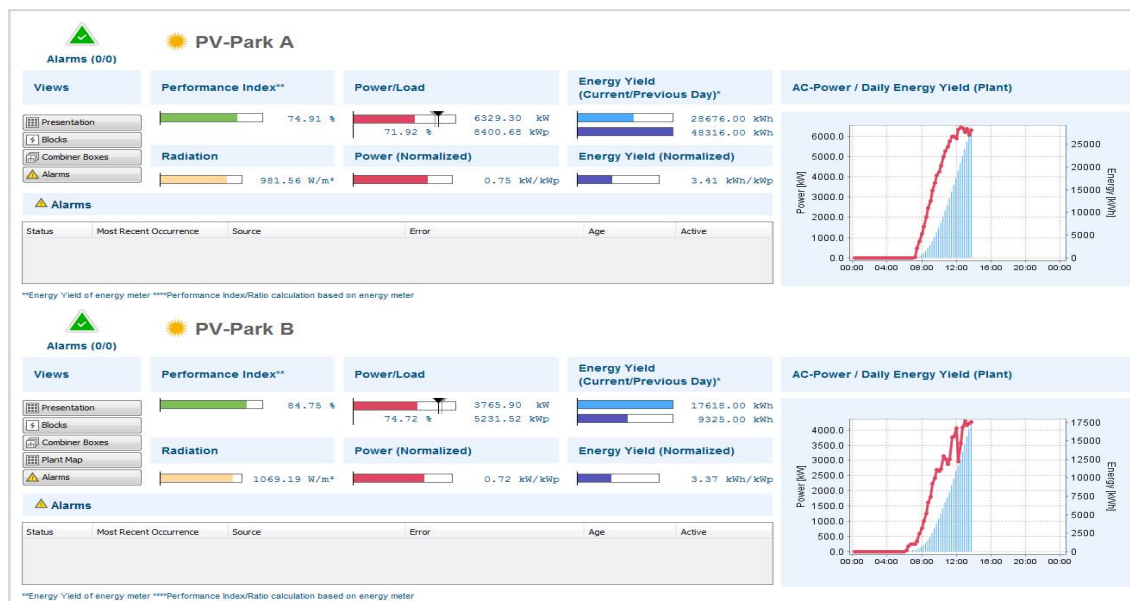 PV-Park A
Alarms (0/0)
Views
Performance Index**
Power/Load
Energy Yield
(Current/Previous Day)*
AC-Power / Daily Energy Yield (Plant)
Presentation
Blocks
Combiner Boxes
Alarms
74.91 %
6329.30 kW
71.92 % 8400.68 kWp
28676.00 kWh
48316.00 kWh
Radiation
Power (Normalized)
Energy Yield (Normalized)
981.56 W/m²
0.75 kW/kWp
3.41 kWh/kWp
Alarms
Status Most Recent Occurrence Source Error Age Active
Power [kW]
6000.0
5000.0
4000.0
3000.0
2000.0
1000.0
0.0
00:00 04:00 08:00 12:00 16:00 20:00 00:00
25000
20000
15000
10000
5000
0
Energy [kWh]
**Energy Yield of energy meter ****Performance Index/Ratio calculation based on energy meter
PV-Park B
Alarms (0/0)
Views
Performance Index**
Power/Load
Energy Yield
(Current/Previous Day)*
AC-Power / Daily Energy Yield (Plant)
Presentation
Blocks
Combiner Boxes
Plant Map
Alarms
84.75 %
3765.90 kW
74.72 % 5231.52 kWp
17618.00 kWh
9325.00 kWh
Radiation
Power (Normalized)
Energy Yield (Normalized)
1069.19 W/m²
0.72 kW/kWp
3.37 kWh/kWp
Alarms
Status Most Recent Occurrence Source Error Age Active
Power [kW]
4000.0
3500.0
3000.0
2500.0
2000.0
1500.0
1000.0
500.0
0.0
00:00 04:00 08:00 12:00 16:00 20:00 00:00
17500
15000
12500
10000
7500
5000
2500
0
Energy [kWh]
**Energy Yield of energy meter ****Performance Index/Ratio calculation based on energy meter